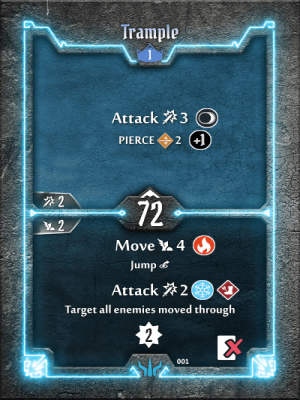 Trample
1
Attack 3
PIERCE 2 +1
2
72
2
Move 4
Jump
Attack 2
Target all enemies moved through
2
001